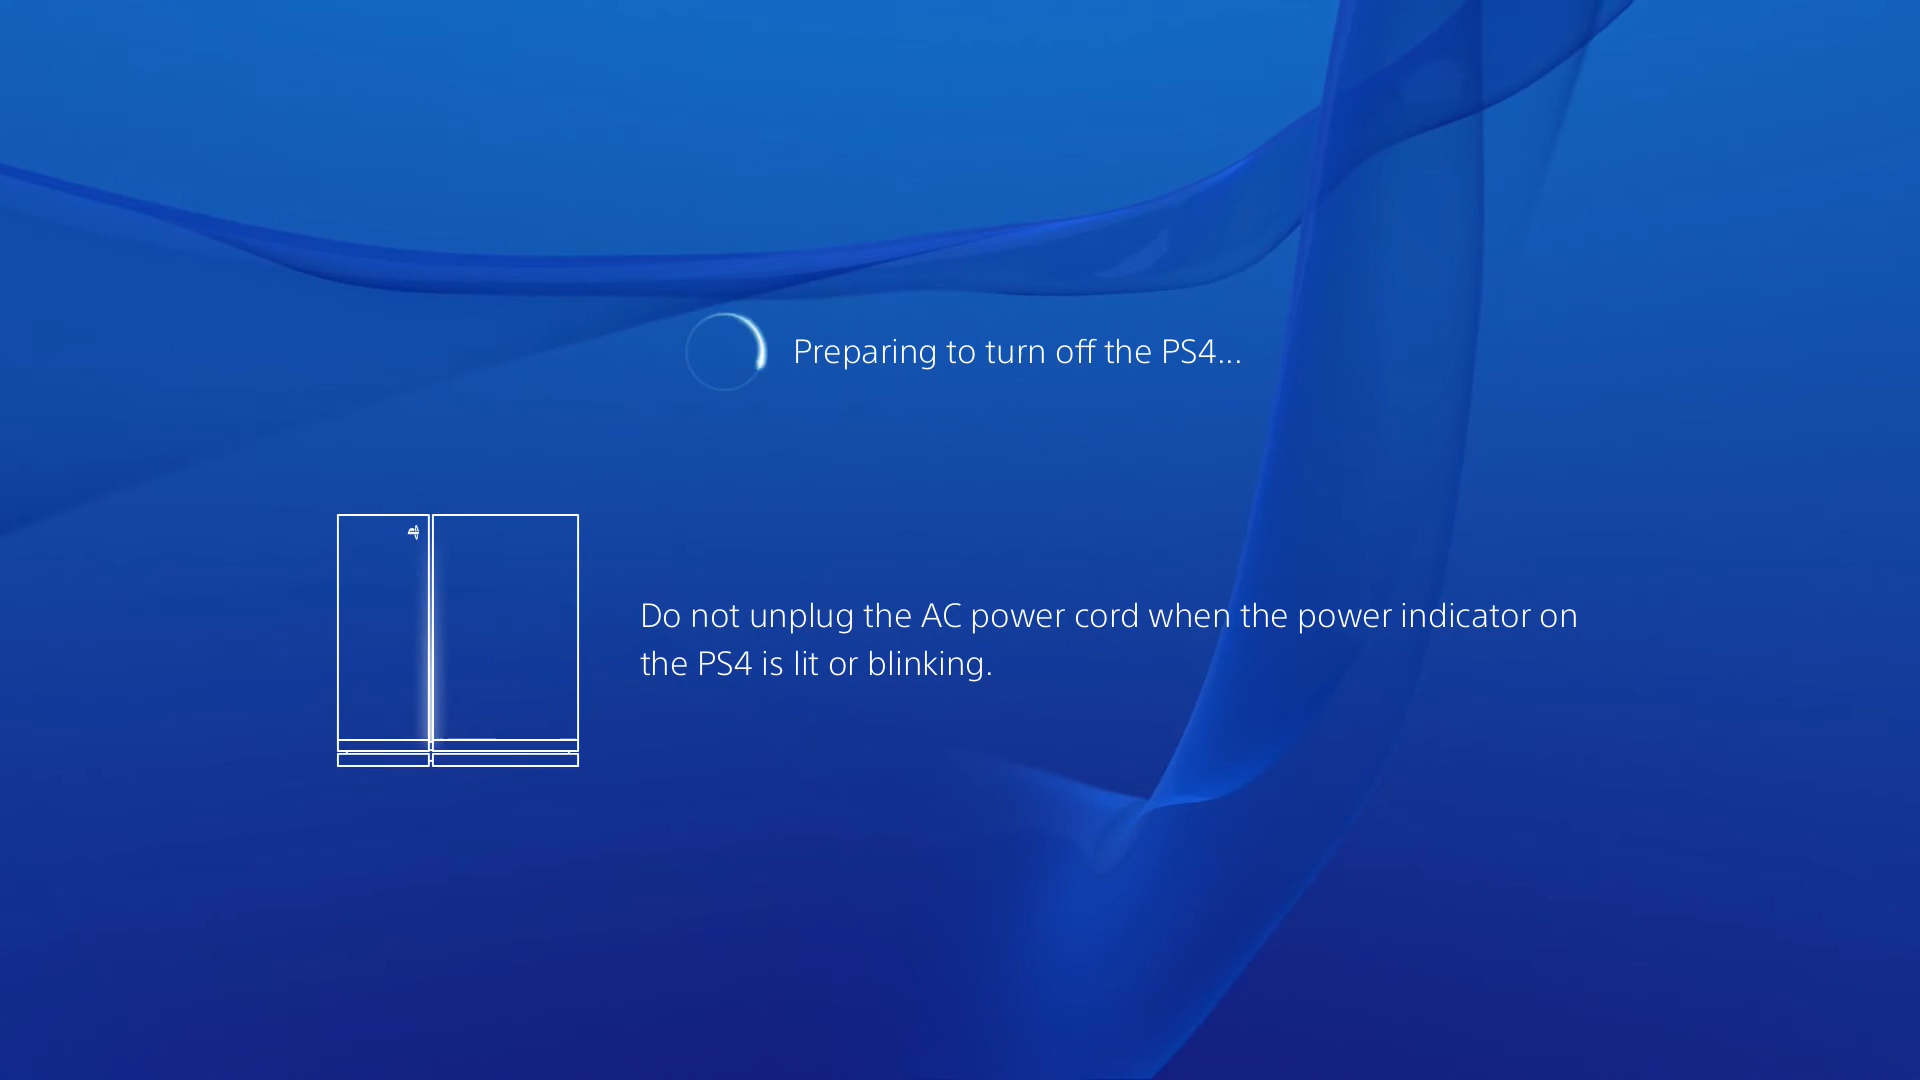 Preparing to turn off the PS4...
Do not unplug the AC power cord when the power indicator on
the PS4 is lit or blinking.